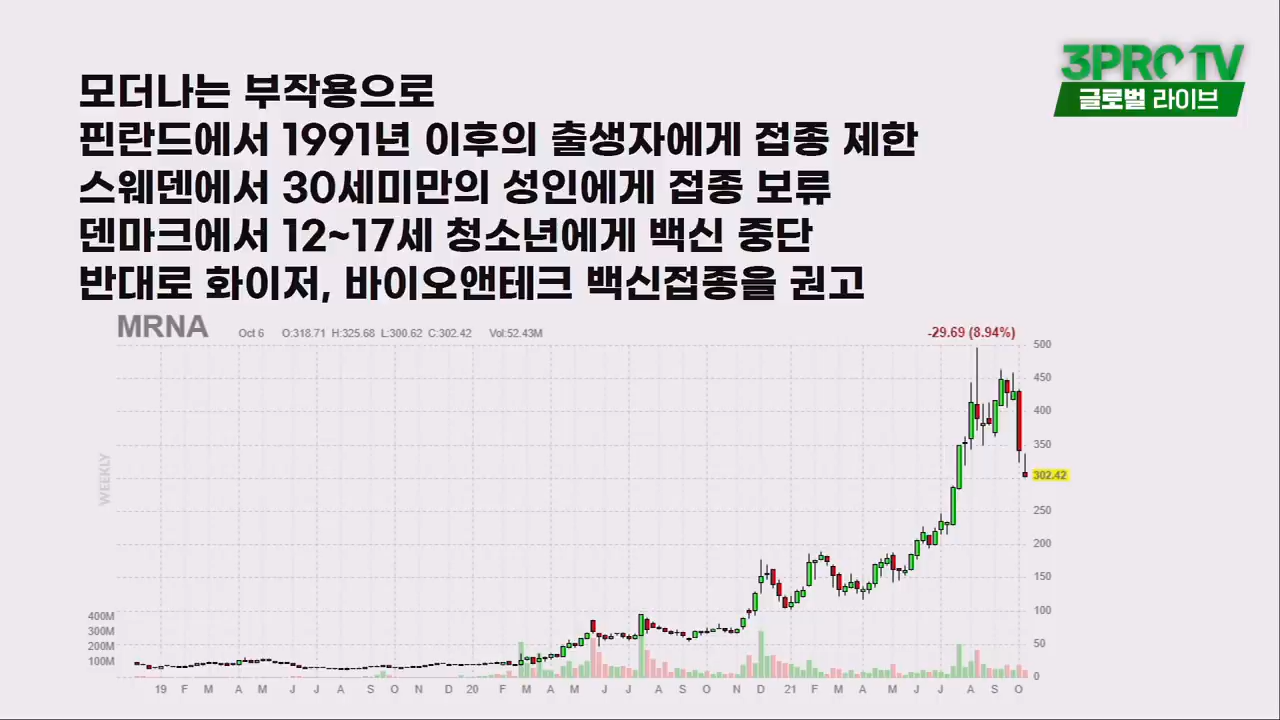 3PROTV
글로벌 라이브
모더나는 부작용으로
핀란드에서 1991년 이후의 출생자에게 접종 제한
스웨덴에서 30세미만의 성인에게 접종 보류
덴마크에서 12~17세 청소년에게 백신 중단
반대로 화이저, 바이오앤테크 백신접종을 권고
MRNA Oct 6 O:318.71 H:325.68 L:300.62 C:302.42 Vol:52.43M -29.69 (8.94%)
500
450
400
350
302.42
250
200
150
100
50
0
WEEKLY
400M
300M
200M
100M
19 F M A M J J A S O N D 20 F M A M J J A S O N D 21 F M A M J J A S O